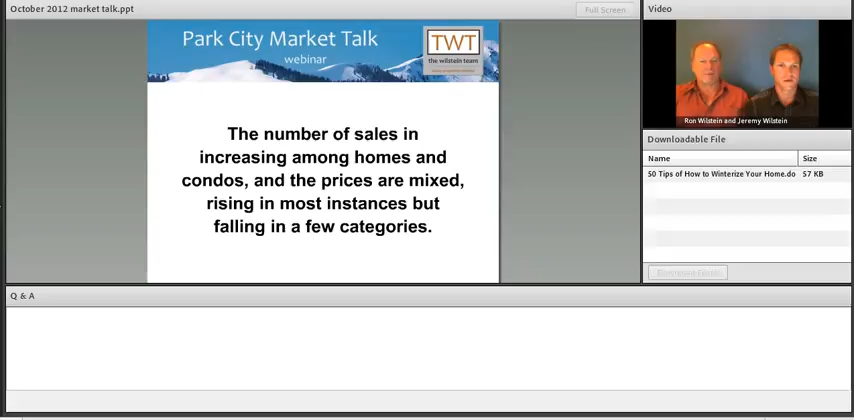 October 2012 market talk.ppt
Full Screen
Video
Park City Market Talk
webinar
TWT
the wilstein team
The number of sales in
increasing among homes and
condos, and the prices are mixed,
rising in most instances but
falling in a few categories.
Ron Wilstein and Jeremy Wilstein
Downloadable File
Name Size
50 Tips of How to Winterize Your Home.do 57 KB
Q & A